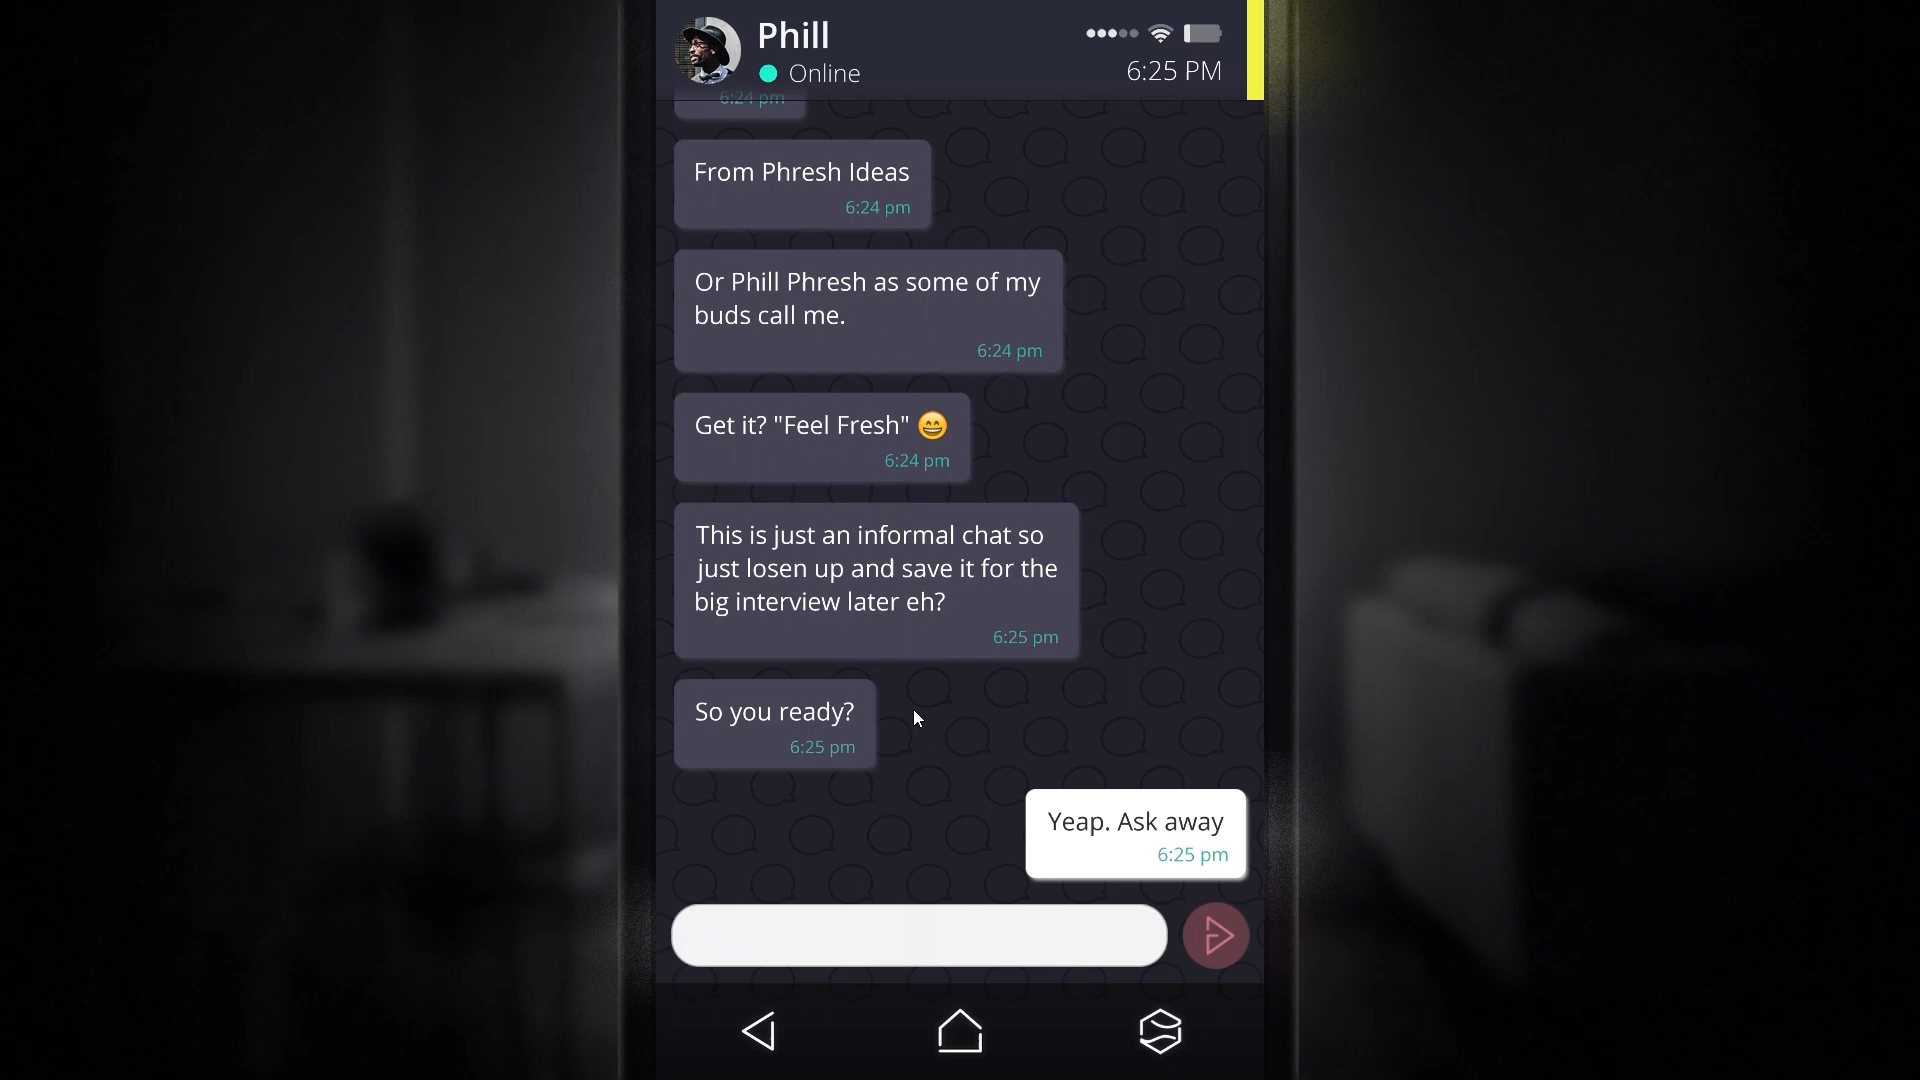 Phill
Online
6:25 PM
6:24 pm
From Phresh Ideas
6:24 pm
Or Phill Phresh as some of my
buds call me.
6:24 pm
Get it? "Feel Fresh" 😄
6:24 pm
This is just an informal chat so
just losen up and save it for the
big interview later eh?
6:25 pm
So you ready?
6:25 pm
Yeap. Ask away
6:25 pm